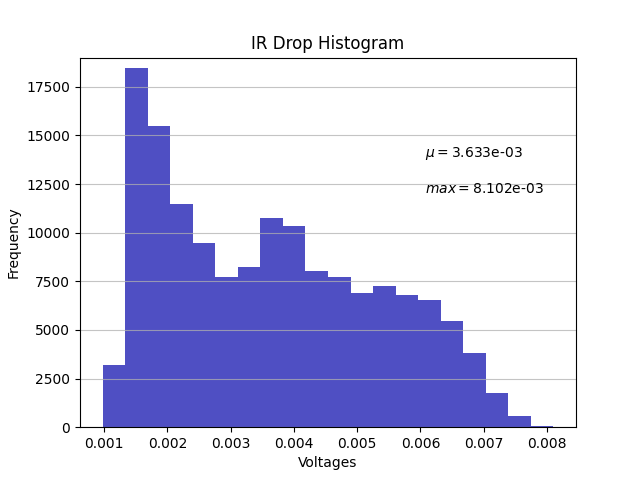 IR Drop Histogram
17500
15000
12500
10000
7500
5000
2500
0
Frequency
μ = 3.633e-03
max = 8.102e-03
0.001 0.002 0.003 0.004 0.005 0.006 0.007 0.008
Voltages